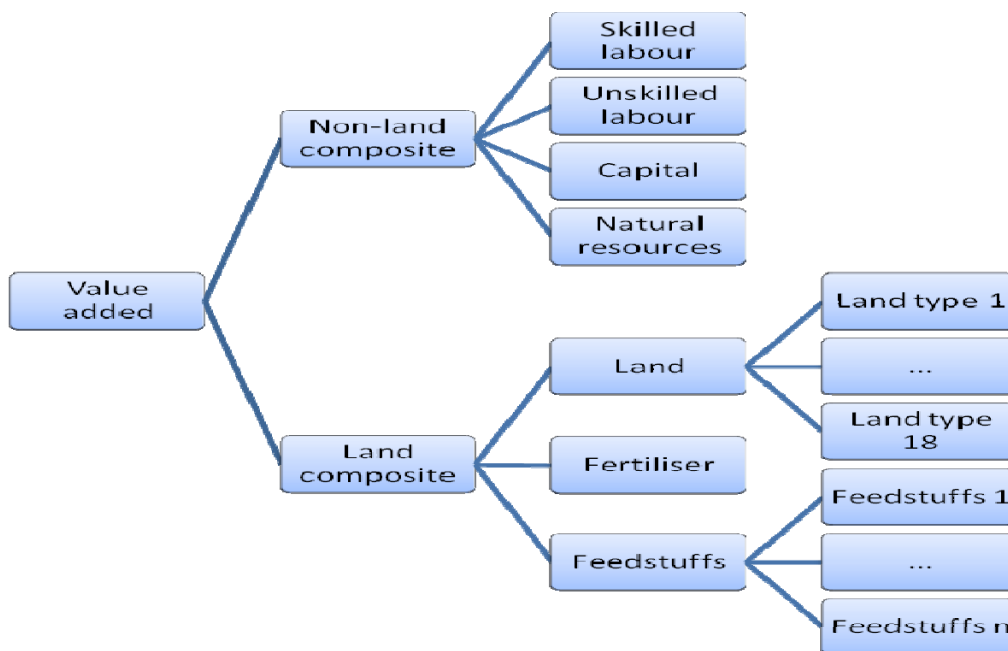 Skilled
labour
Unskilled
labour
Non-land
composite
Capital
Natural
resources
Value
added
Land type 1
Land
...
Land type
18
Land
composite
Fertiliser
Feedstuffs 1
Feedstuffs
...
Feedstuffs n